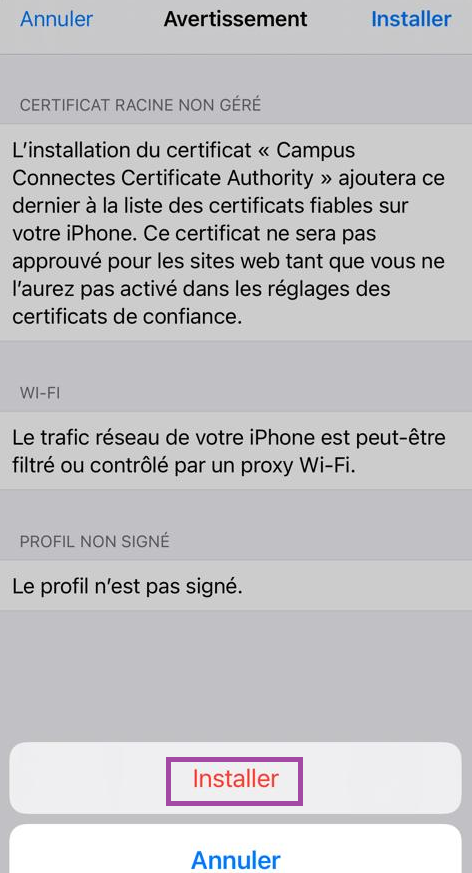 Annuler Avertissement Installer
CERTIFICAT RACINE NON GÉRÉ
L’installation du certificat « Campus
Connectes Certificate Authority » ajoutera ce
dernier à la liste des certificats fiables sur
votre iPhone. Ce certificat ne sera pas
approuvé pour les sites web tant que vous ne
l’aurez pas activé dans les réglages des
certificats de confiance.
WI-FI
Le trafic réseau de votre iPhone est peut-être
filtré ou contrôlé par un proxy Wi-Fi.
PROFIL NON SIGNÉ
Le profil n’est pas signé.
Installer
Annuler